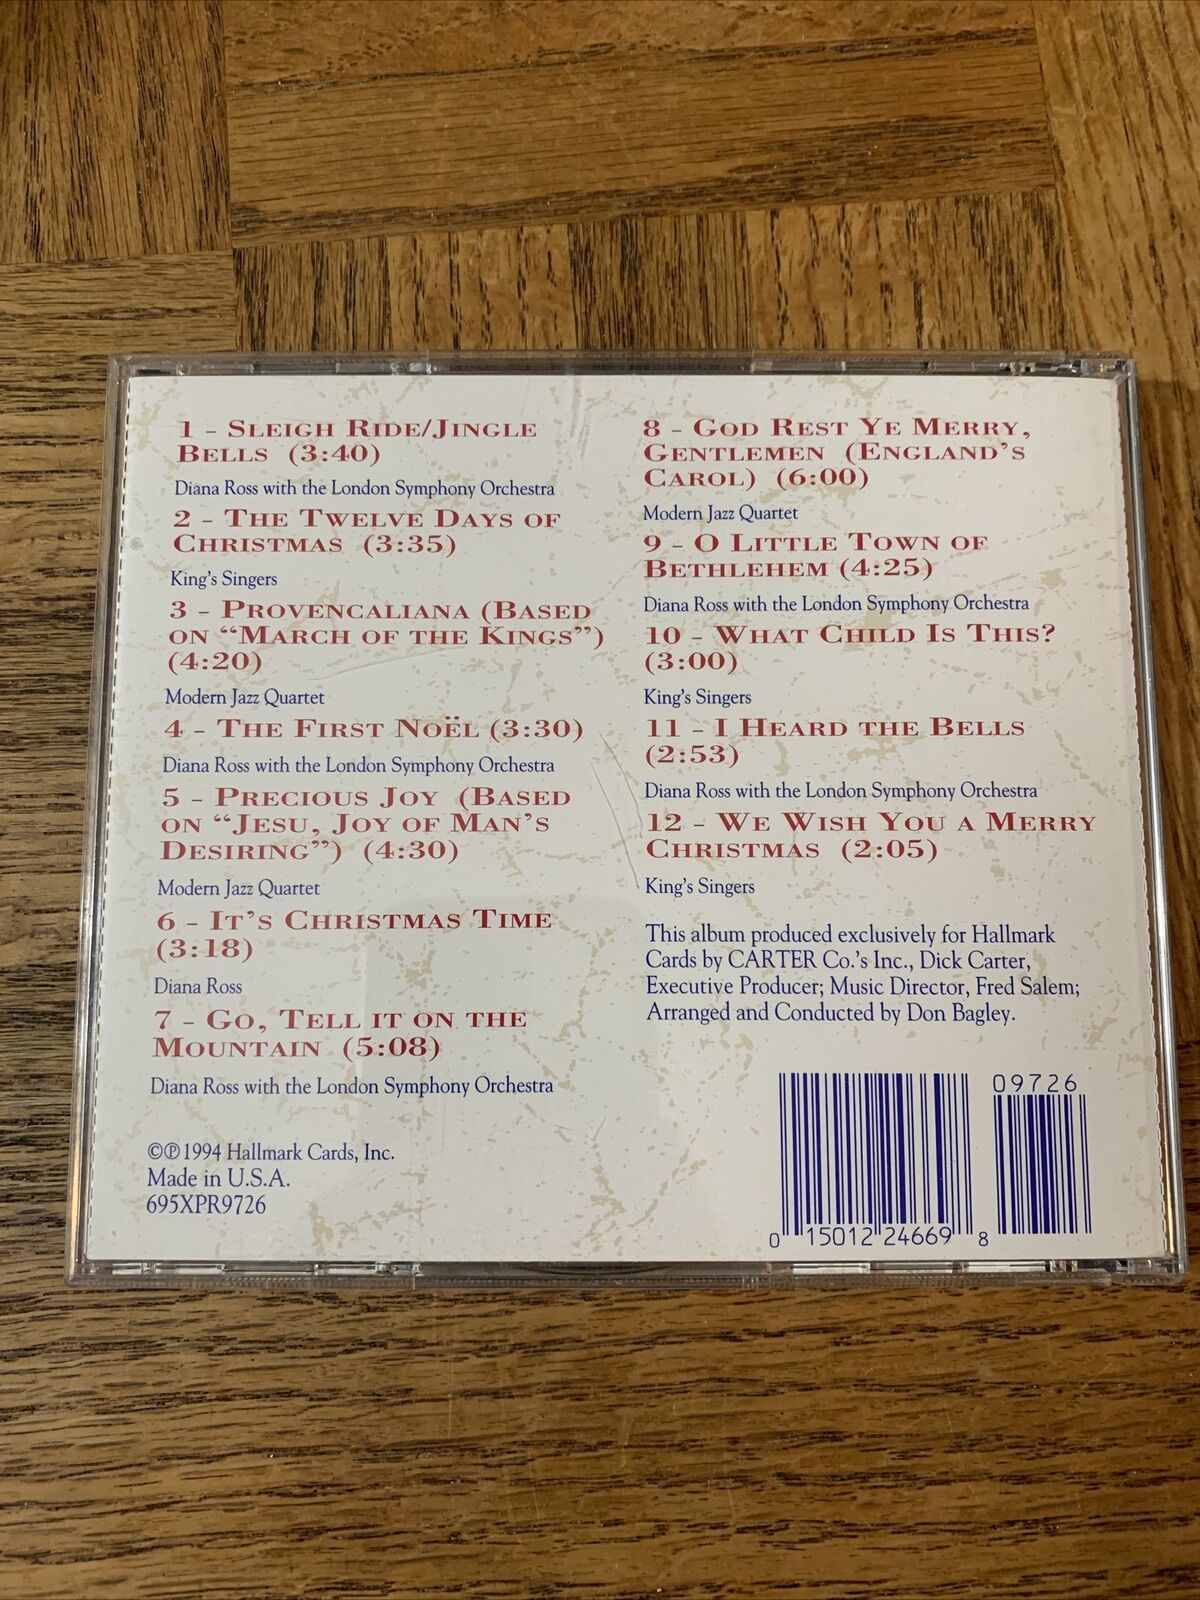 1 - Sleigh Ride/Jingle
Bells (3:40)
Diana Ross with the London Symphony Orchestra
2 - The Twelve Days of
Christmas (3:35)
King's Singers
3 - Provencaliana (Based
on “March of the Kings”)
(4:20)
Modern Jazz Quartet
4 - The First Noël (3:30)
Diana Ross with the London Symphony Orchestra
5 - Precious Joy (Based
on “Jesu, Joy of Man's
Desiring”) (4:30)
Modern Jazz Quartet
6 - It's Christmas Time
(3:18)
Diana Ross
7 - Go, Tell it on the
Mountain (5:08)
Diana Ross with the London Symphony Orchestra
©℗1994 Hallmark Cards, Inc.
Made in U.S.A.
695XPR9726
8 - God Rest Ye Merry,
Gentlemen (England's
Carol) (6:00)
Modern Jazz Quartet
9 - O Little Town of
Bethlehem (4:25)
Diana Ross with the London Symphony Orchestra
10 - What Child Is This?
(3:00)
King's Singers
11 - I Heard the Bells
(2:53)
Diana Ross with the London Symphony Orchestra
12 - We Wish You a Merry
Christmas (2:05)
King's Singers
This album produced exclusively for Hallmark
Cards by CARTER Co.'s Inc., Dick Carter,
Executive Producer; Music Director, Fred Salem;
Arranged and Conducted by Don Bagley.
09726
0 15012 24669 8